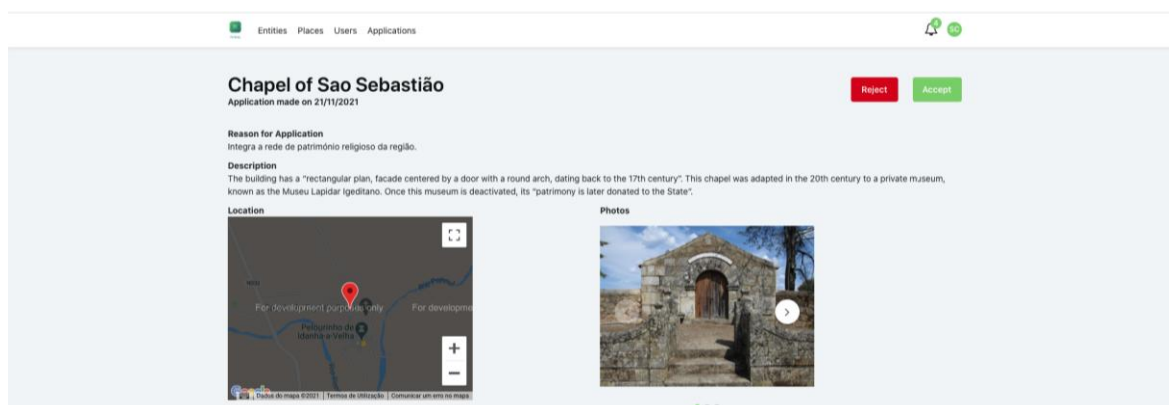 Entities Places Users Applications
4
SC
Chapel of Sao Sebastião
Application made on 21/11/2021
Reject
Accept
Reason for Application
Integra a rede de património religioso da região.
Description
The building has a "rectangular plan, facade centered by a door with a round arch, dating back to the 17th century". This chapel was adapted in the 20th century to a private museum,
known as the Museu Lapidar Igeditano. Once this museum is deactivated, its "patrimony is later donated to the State".
Location
Photos
For development purposes only
For developme
Pelourinho de
Idanha-a-Velha
Google
Dados do mapa ©2021
Termos de Utilização
Comunicar um erro no mapa